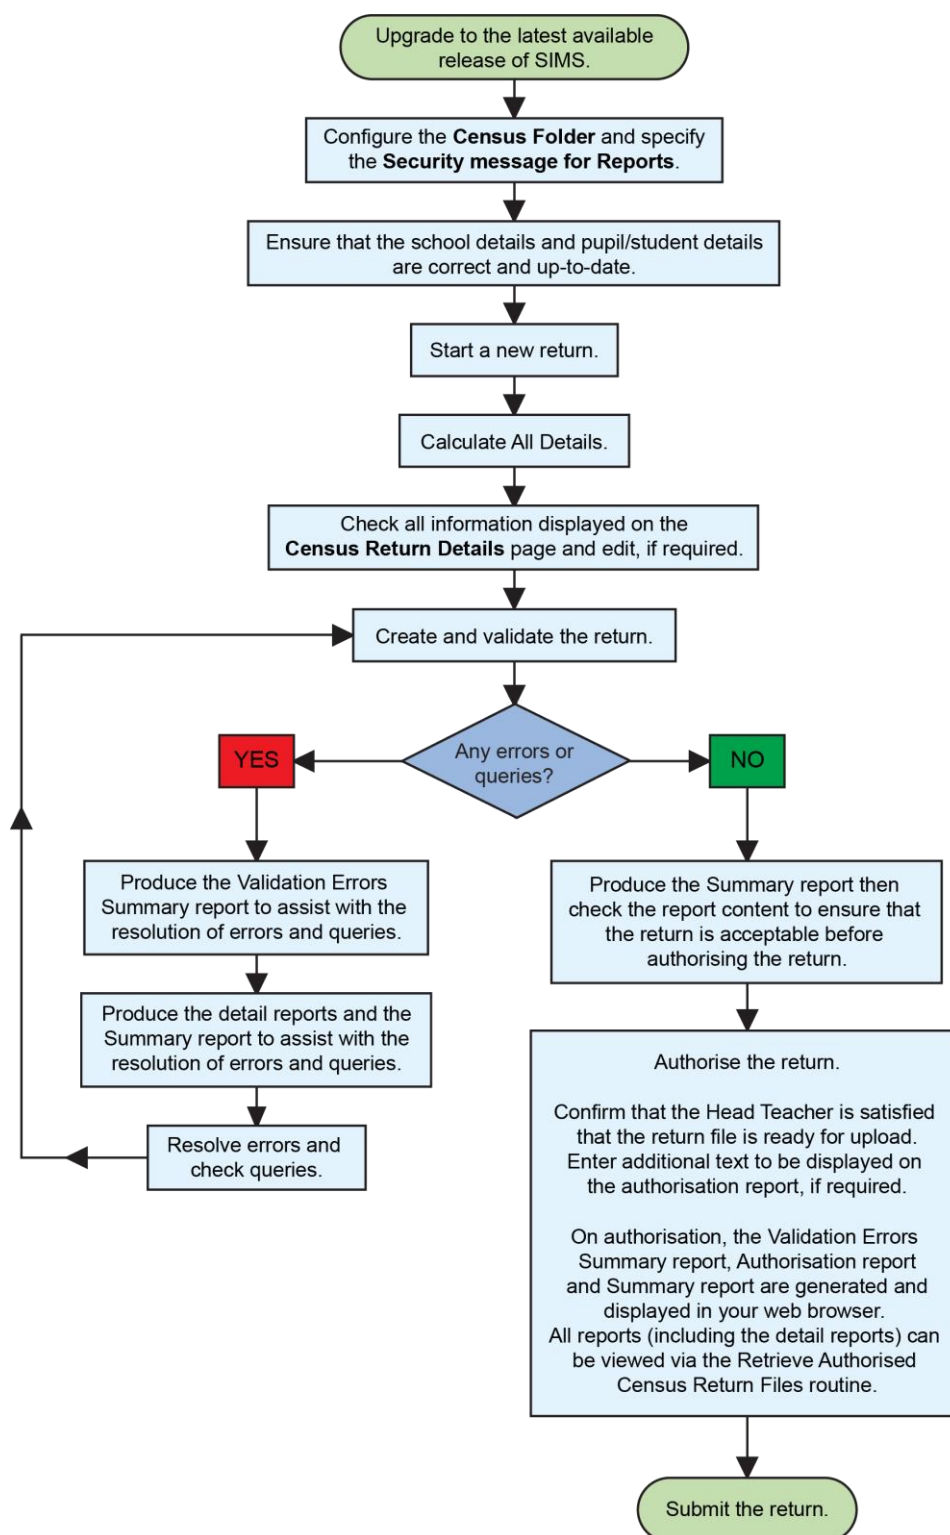 Upgrade to the latest available
release of SIMS.
Configure the Census Folder and specify
the Security message for Reports.
Ensure that the school details and pupil/student details
are correct and up-to-date.
Start a new return.
Calculate All Details.
Check all information displayed on the
Census Return Details page and edit, if required.
Create and validate the return.
Any errors or
queries?
YES
NO
Produce the Validation Errors
Summary report to assist with the
resolution of errors and queries.
Produce the detail reports and the
Summary report to assist with the
resolution of errors and queries.
Resolve errors and
check queries.
Produce the Summary report then
check the report content to ensure that
the return is acceptable before
authorising the return.
Authorise the return.
Confirm that the Head Teacher is satisfied
that the return file is ready for upload.
Enter additional text to be displayed on
the authorisation report, if required.
On authorisation, the Validation Errors
Summary report, Authorisation report
and Summary report are generated and
displayed in your web browser.
All reports (including the detail reports) can
be viewed via the Retrieve Authorised
Census Return Files routine.
Submit the return.